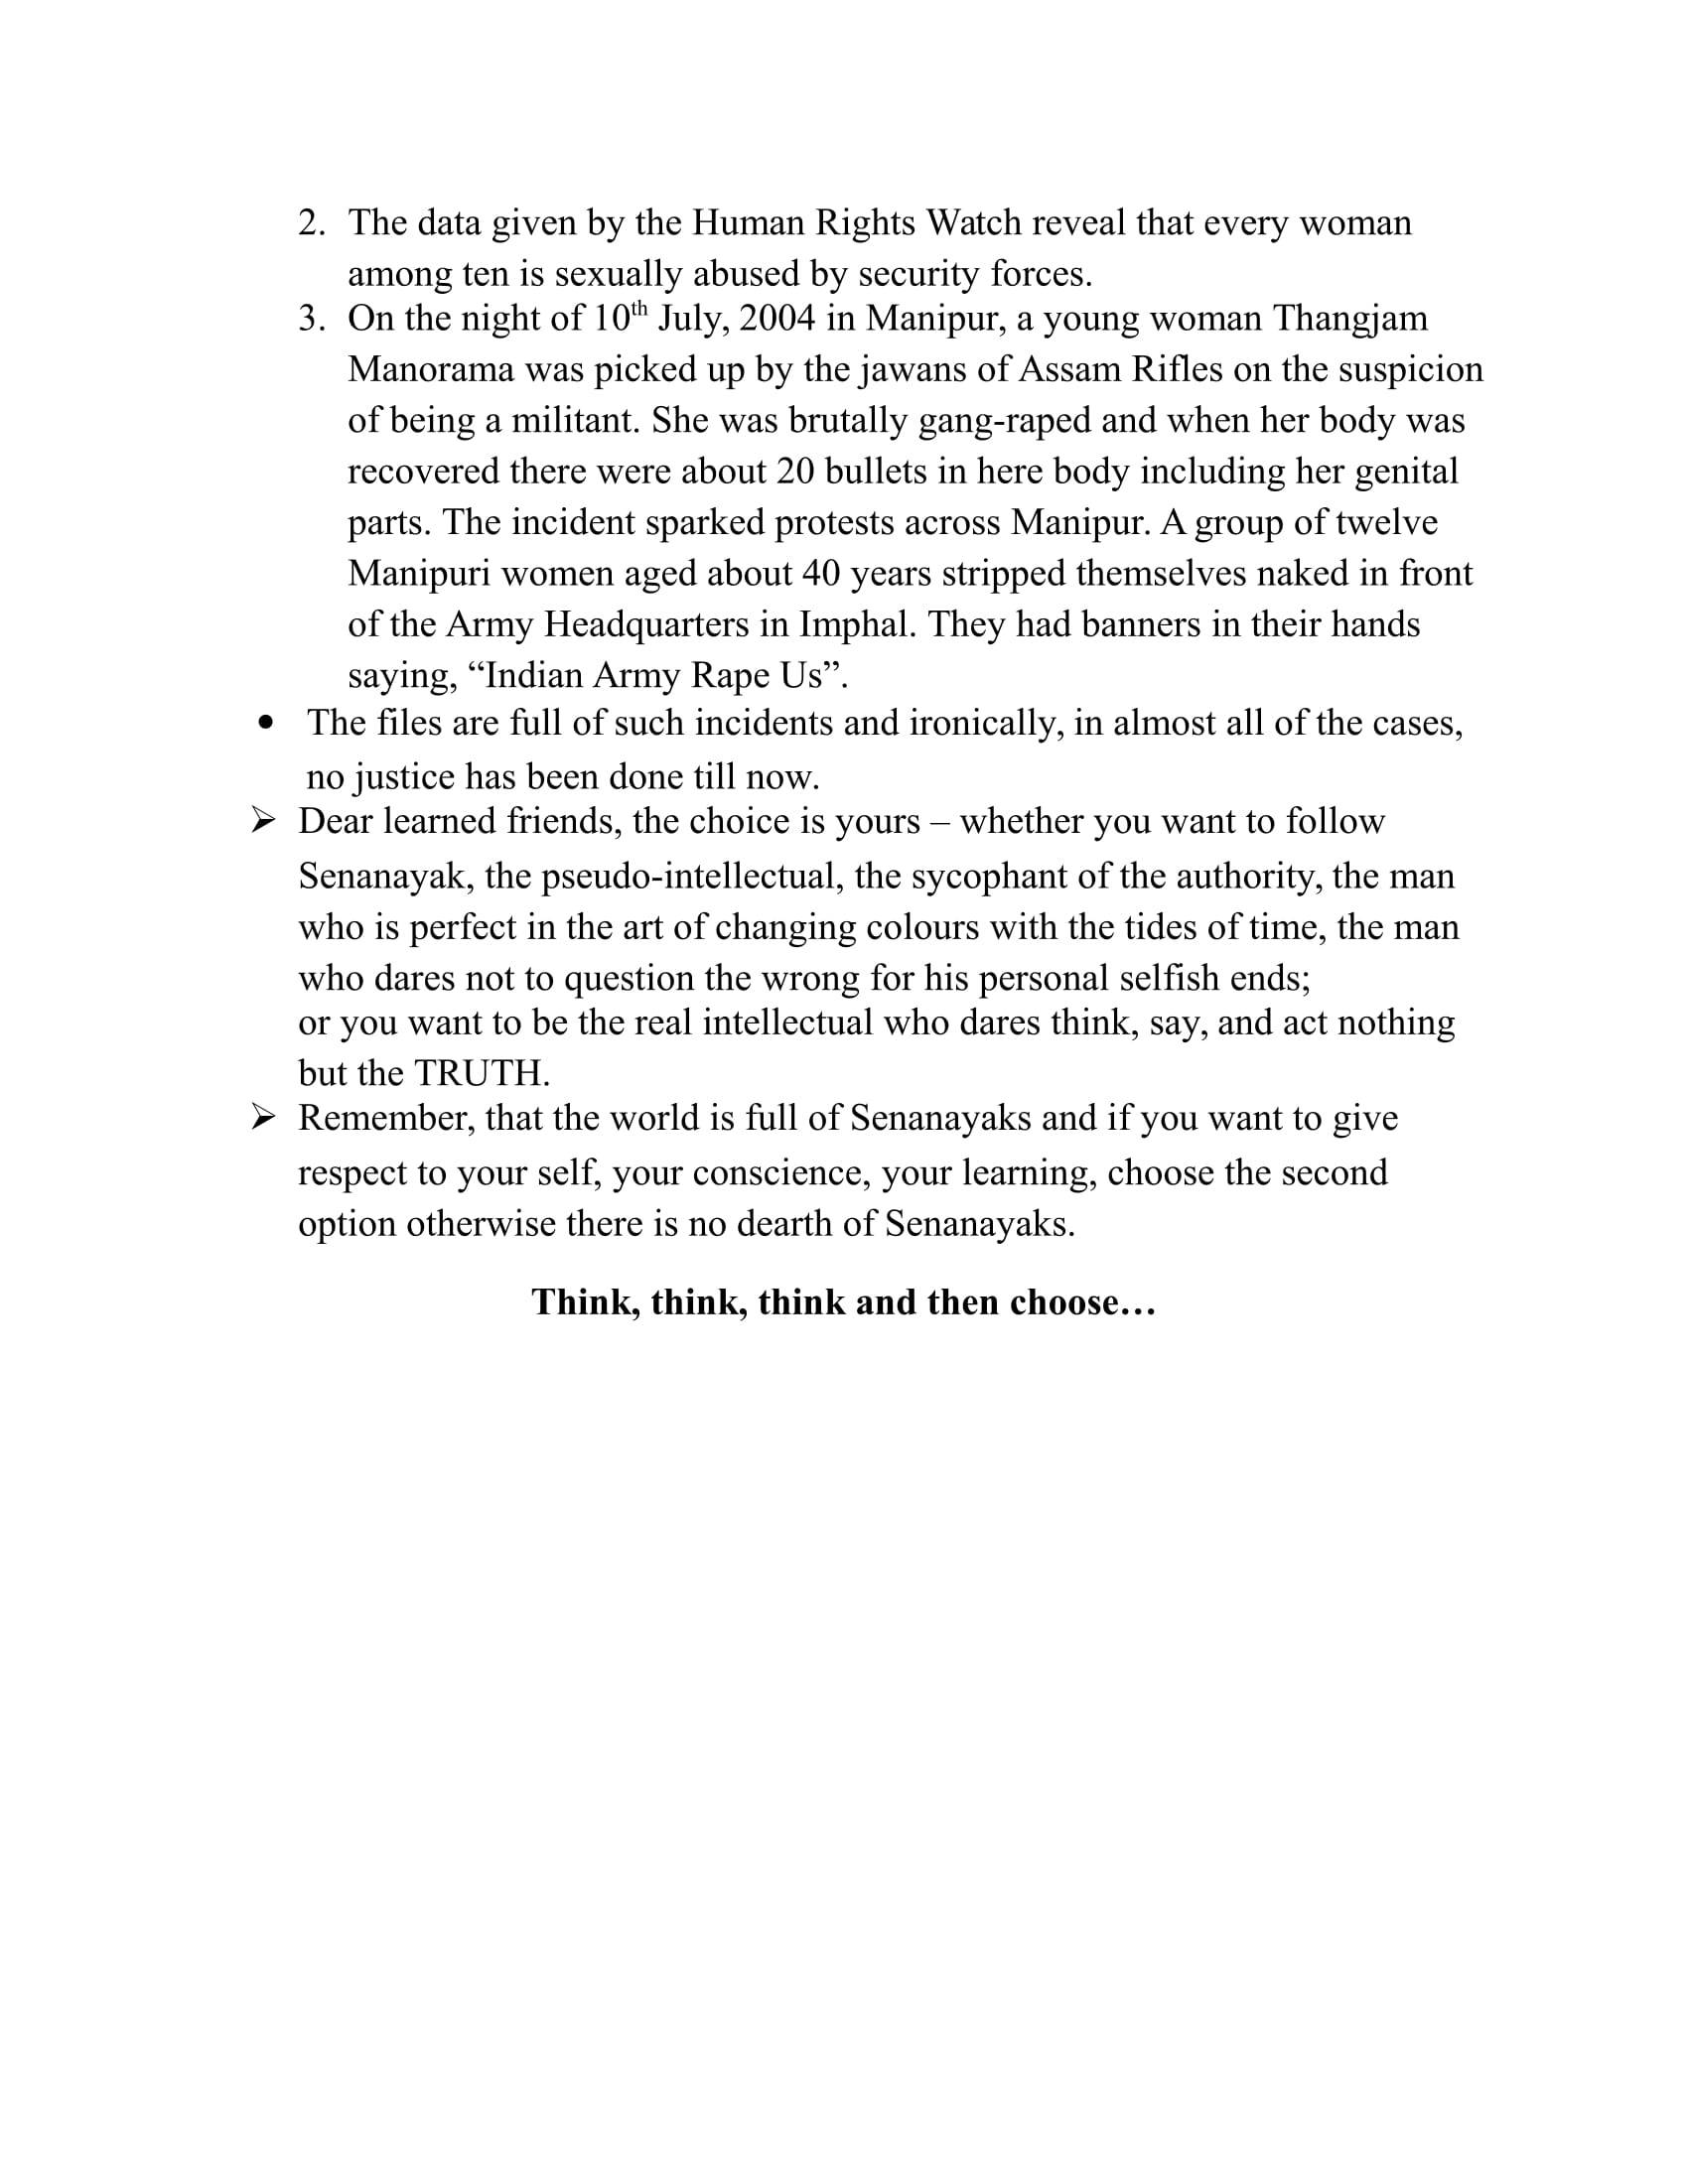 2. The data given by the Human Rights Watch reveal that every woman
among ten is sexually abused by security forces.
3. On the night of 10th July, 2004 in Manipur, a young woman Thangjam
Manorama was picked up by the jawans of Assam Rifles on the suspicion
of being a militant. She was brutally gang-raped and when her body was
recovered there were about 20 bullets in here body including her genital
parts. The incident sparked protests across Manipur. A group of twelve
Manipuri women aged about 40 years stripped themselves naked in front
of the Army Headquarters in Imphal. They had banners in their hands
saying, “Indian Army Rape Us”.
• The files are full of such incidents and ironically, in almost all of the cases,
no justice has been done till now.
➢ Dear learned friends, the choice is yours – whether you want to follow
Senanayak, the pseudo-intellectual, the sycophant of the authority, the man
who is perfect in the art of changing colours with the tides of time, the man
who dares not to question the wrong for his personal selfish ends;
or you want to be the real intellectual who dares think, say, and act nothing
but the TRUTH.
➢ Remember, that the world is full of Senanayaks and if you want to give
respect to your self, your conscience, your learning, choose the second
option otherwise there is no dearth of Senanayaks.
Think, think, think and then choose…